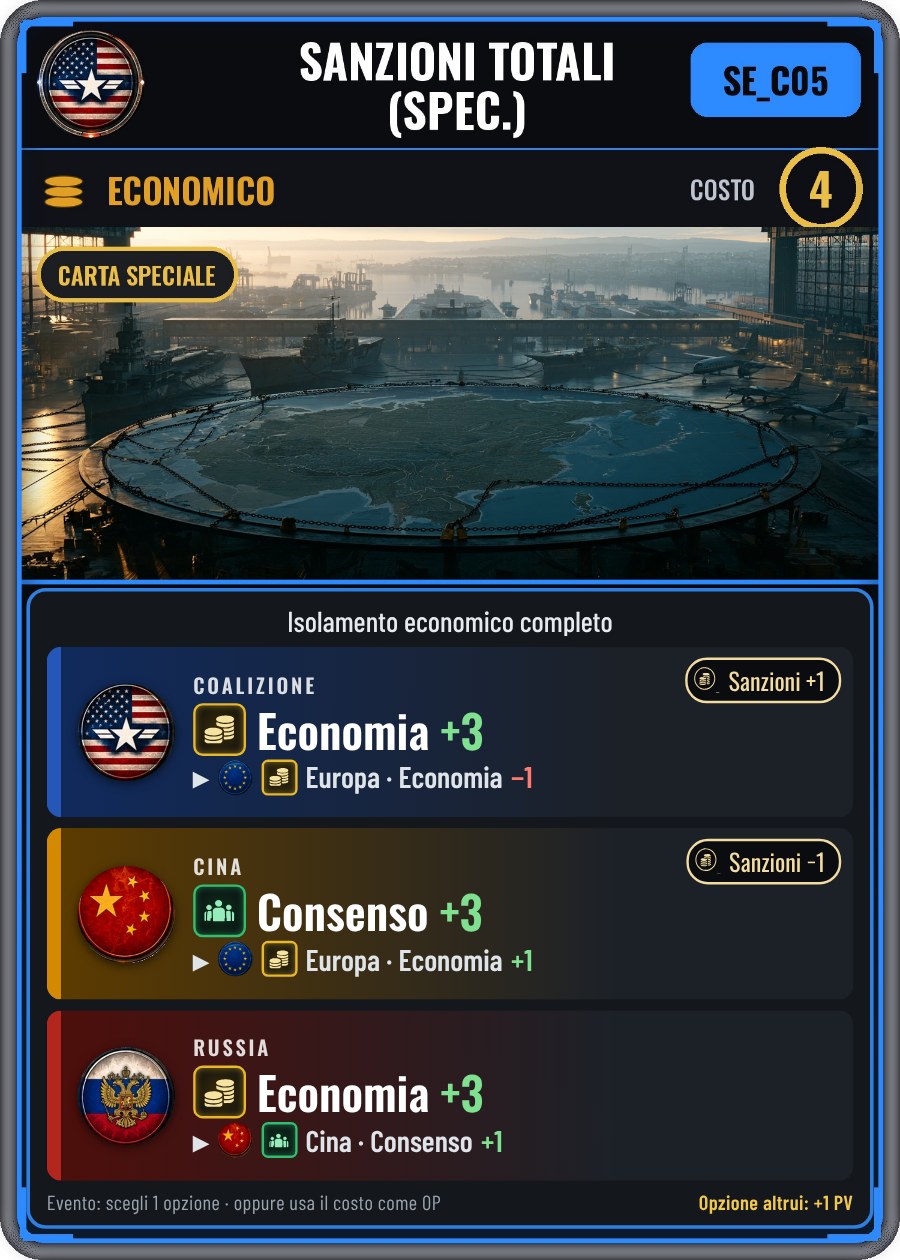 SANZIONI TOTALI
(SPEC.)
SE_C05
ECONOMICO
COSTO
4
CARTA SPECIALE
Isolamento economico completo
COALIZIONE
Sanzioni +1
Economia +3
▶ Europa · Economia −1
CINA
Sanzioni −1
Consenso +3
▶ Europa · Economia +1
RUSSIA
Economia +3
▶ Cina · Consenso +1
Evento: scegli 1 opzione · oppure usa il costo come OP
Opzione altrui: +1 PV